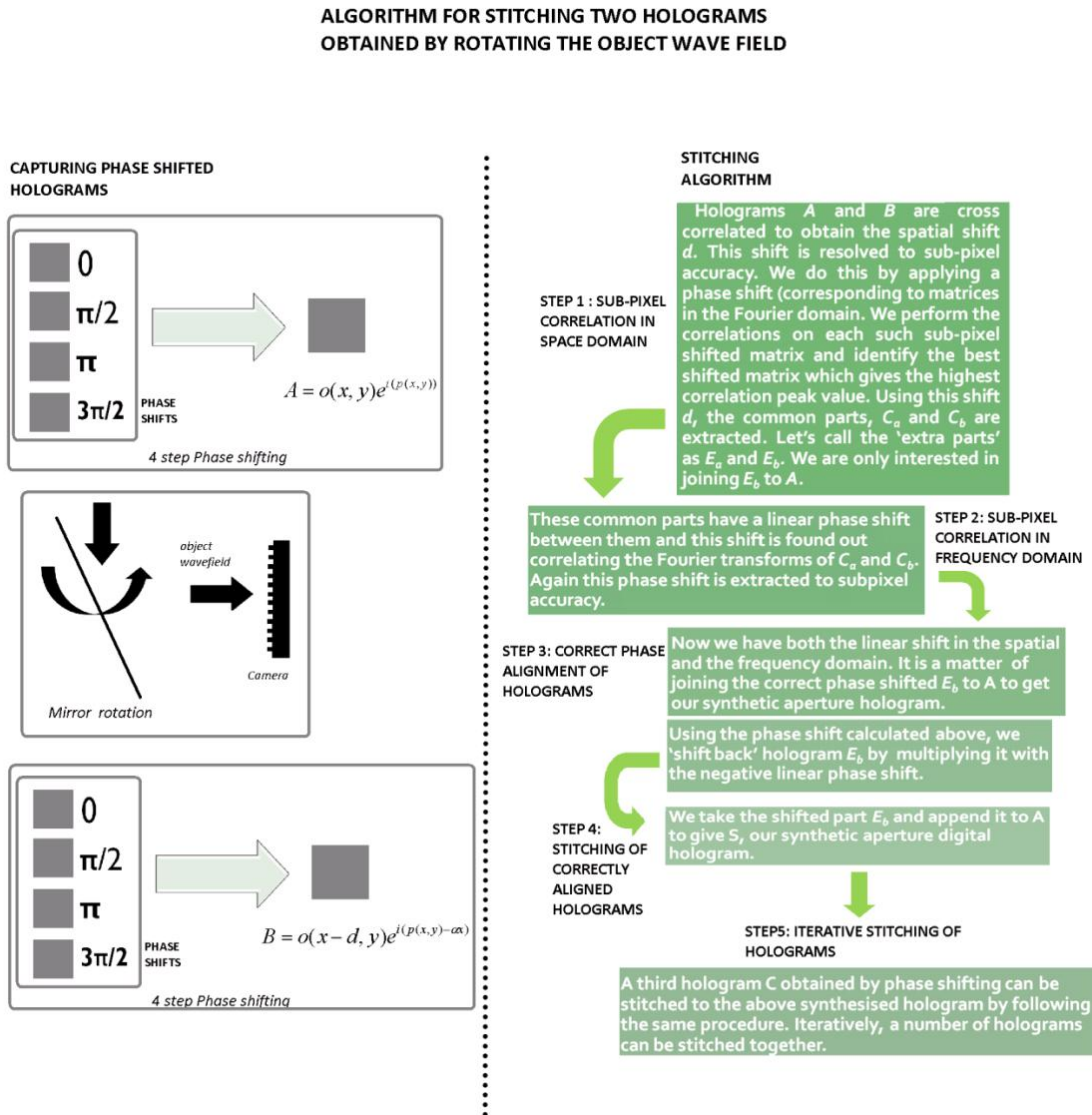 ALGORITHM FOR STITCHING TWO HOLOGRAMS
OBTAINED BY ROTATING THE OBJECT WAVE FIELD
CAPTURING PHASE SHIFTED
HOLOGRAMS
0
π/2
π
3π/2
PHASE
SHIFTS
A = o(x, y)e^{i(p(x,y))}
4 step Phase shifting
object
wavefield
Camera
Mirror rotation
0
π/2
π
3π/2
PHASE
SHIFTS
B = o(x − d, y)e^{i(p(x,y)−αx)}
4 step Phase shifting
STITCHING
ALGORITHM
STEP 1 : SUB-PIXEL
CORRELATION IN
SPACE DOMAIN
Holograms A and B are cross
correlated to obtain the spatial shift
d. This shift is resolved to sub-pixel
accuracy. We do this by applying a
phase shift (corresponding to matrices
in the Fourier domain. We perform the
correlations on each such sub-pixel
shifted matrix and identify the best
shifted matrix which gives the highest
correlation peak value. Using this shift
d, the common parts, C_a and C_b are
extracted. Let's call the 'extra parts'
as E_a and E_b. We are only interested in
joining E_b to A.
These common parts have a linear phase shift
between them and this shift is found out
correlating the Fourier transforms of C_a and C_b.
Again this phase shift is extracted to subpixel
accuracy.
STEP 2: SUB-PIXEL
CORRELATION IN
FREQUENCY DOMAIN
STEP 3: CORRECT PHASE
ALIGNMENT OF
HOLOGRAMS
Now we have both the linear shift in the spatial
and the frequency domain. It is a matter of
joining the correct phase shifted E_b to A to get
our synthetic aperture hologram.
Using the phase shift calculated above, we
'shift back' hologram E_b by multiplying it with
the negative linear phase shift.
STEP 4:
STITCHING OF
CORRECTLY
ALIGNED
HOLOGRAMS
We take the shifted part E_b and append it to A
to give S, our synthetic aperture digital
hologram.
STEP5: ITERATIVE STITCHING OF
HOLOGRAMS
A third hologram C obtained by phase shifting can be
stitched to the above synthesised hologram by following
the same procedure. Iteratively, a number of holograms
can be stitched together.